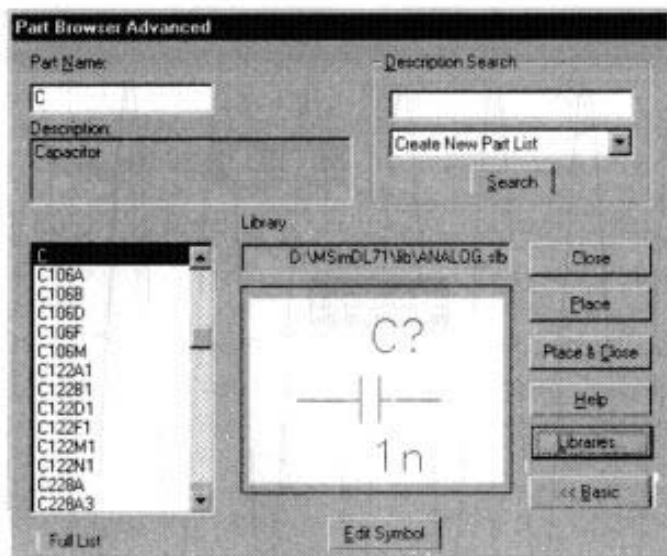 Part Browser Advanced
Part Name:
C
Description:
Capacitor
Description Search
Create New Part List
Search
Library
D:\MSimDL71\lib\ANALOG.slb
C
C106A
C106B
C106D
C106F
C106M
C122A1
C122B1
C122D1
C122F1
C122M1
C122N1
C228A
C228A3
Full List
C?
1n
Edit Symbol
Close
Place
Place & Close
Help
Libraries...
<< Basic